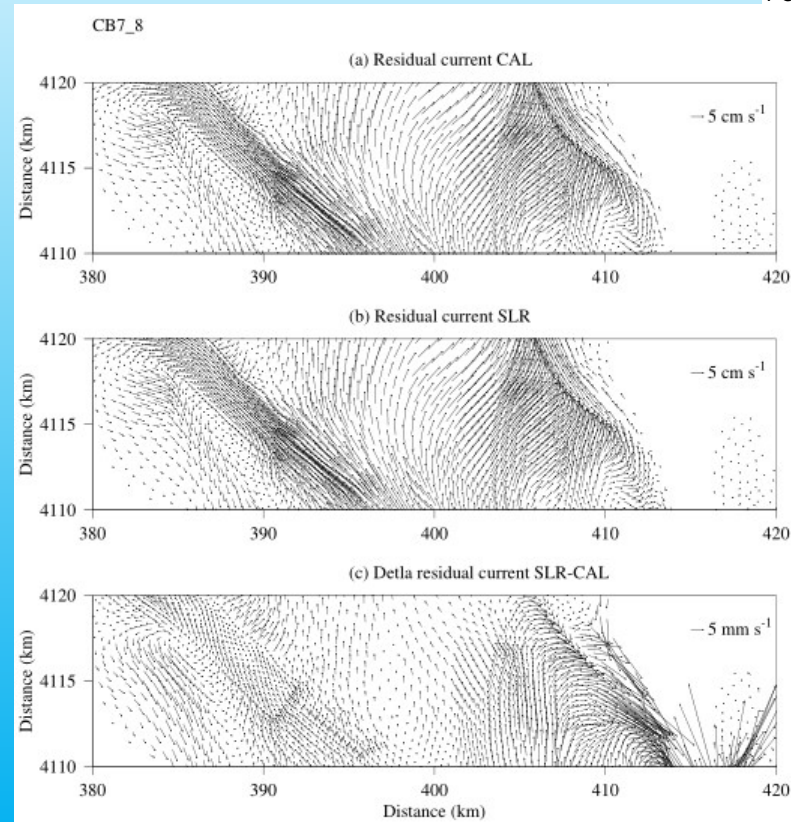 CB7_8
(a) Residual current CAL
4120
4115
4110
Distance (km)
→ 5 cm s-1
380 390 400 410 420
(b) Residual current SLR
4120
4115
4110
Distance (km)
→ 5 cm s-1
380 390 400 410 420
(c) Detla residual current SLR-CAL
4120
4115
4110
Distance (km)
→ 5 mm s-1
380 390 400 410 420
Distance (km)